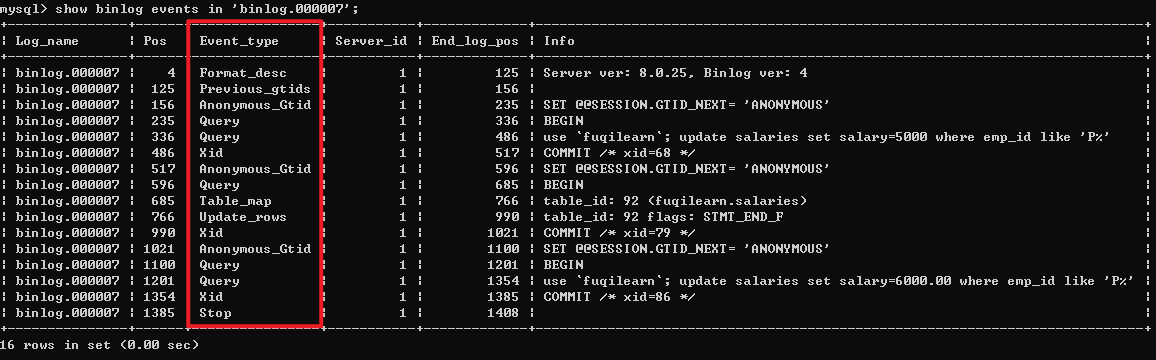 mysql> show binlog events in 'binlog.000007';
| Log_name | Pos | Event_type | Server_id | End_log_pos | Info |
| binlog.000007 | 4 | Format_desc | 1 | 125 | Server ver: 8.0.25, Binlog ver: 4 |
| binlog.000007 | 125 | Previous_gtids | 1 | 156 | |
| binlog.000007 | 156 | Anonymous_Gtid | 1 | 235 | SET @@SESSION.GTID_NEXT= 'ANONYMOUS' |
| binlog.000007 | 235 | Query | 1 | 336 | BEGIN |
| binlog.000007 | 336 | Query | 1 | 486 | use `fuqilearn`; update salaries set salary=5000 where emp_id like 'P%' |
| binlog.000007 | 486 | Xid | 1 | 517 | COMMIT /* xid=68 */ |
| binlog.000007 | 517 | Anonymous_Gtid | 1 | 596 | SET @@SESSION.GTID_NEXT= 'ANONYMOUS' |
| binlog.000007 | 596 | Query | 1 | 685 | BEGIN |
| binlog.000007 | 685 | Table_map | 1 | 766 | table_id: 92 (fuqilearn.salaries) |
| binlog.000007 | 766 | Update_rows | 1 | 990 | table_id: 92 flags: STMT_END_F |
| binlog.000007 | 990 | Xid | 1 | 1021 | COMMIT /* xid=79 */ |
| binlog.000007 | 1021 | Anonymous_Gtid | 1 | 1100 | SET @@SESSION.GTID_NEXT= 'ANONYMOUS' |
| binlog.000007 | 1100 | Query | 1 | 1201 | BEGIN |
| binlog.000007 | 1201 | Query | 1 | 1354 | use `fuqilearn`; update salaries set salary=6000.00 where emp_id like 'P%' |
| binlog.000007 | 1354 | Xid | 1 | 1385 | COMMIT /* xid=86 */ |
| binlog.000007 | 1385 | Stop | 1 | 1408 | |
16 rows in set (0.00 sec)